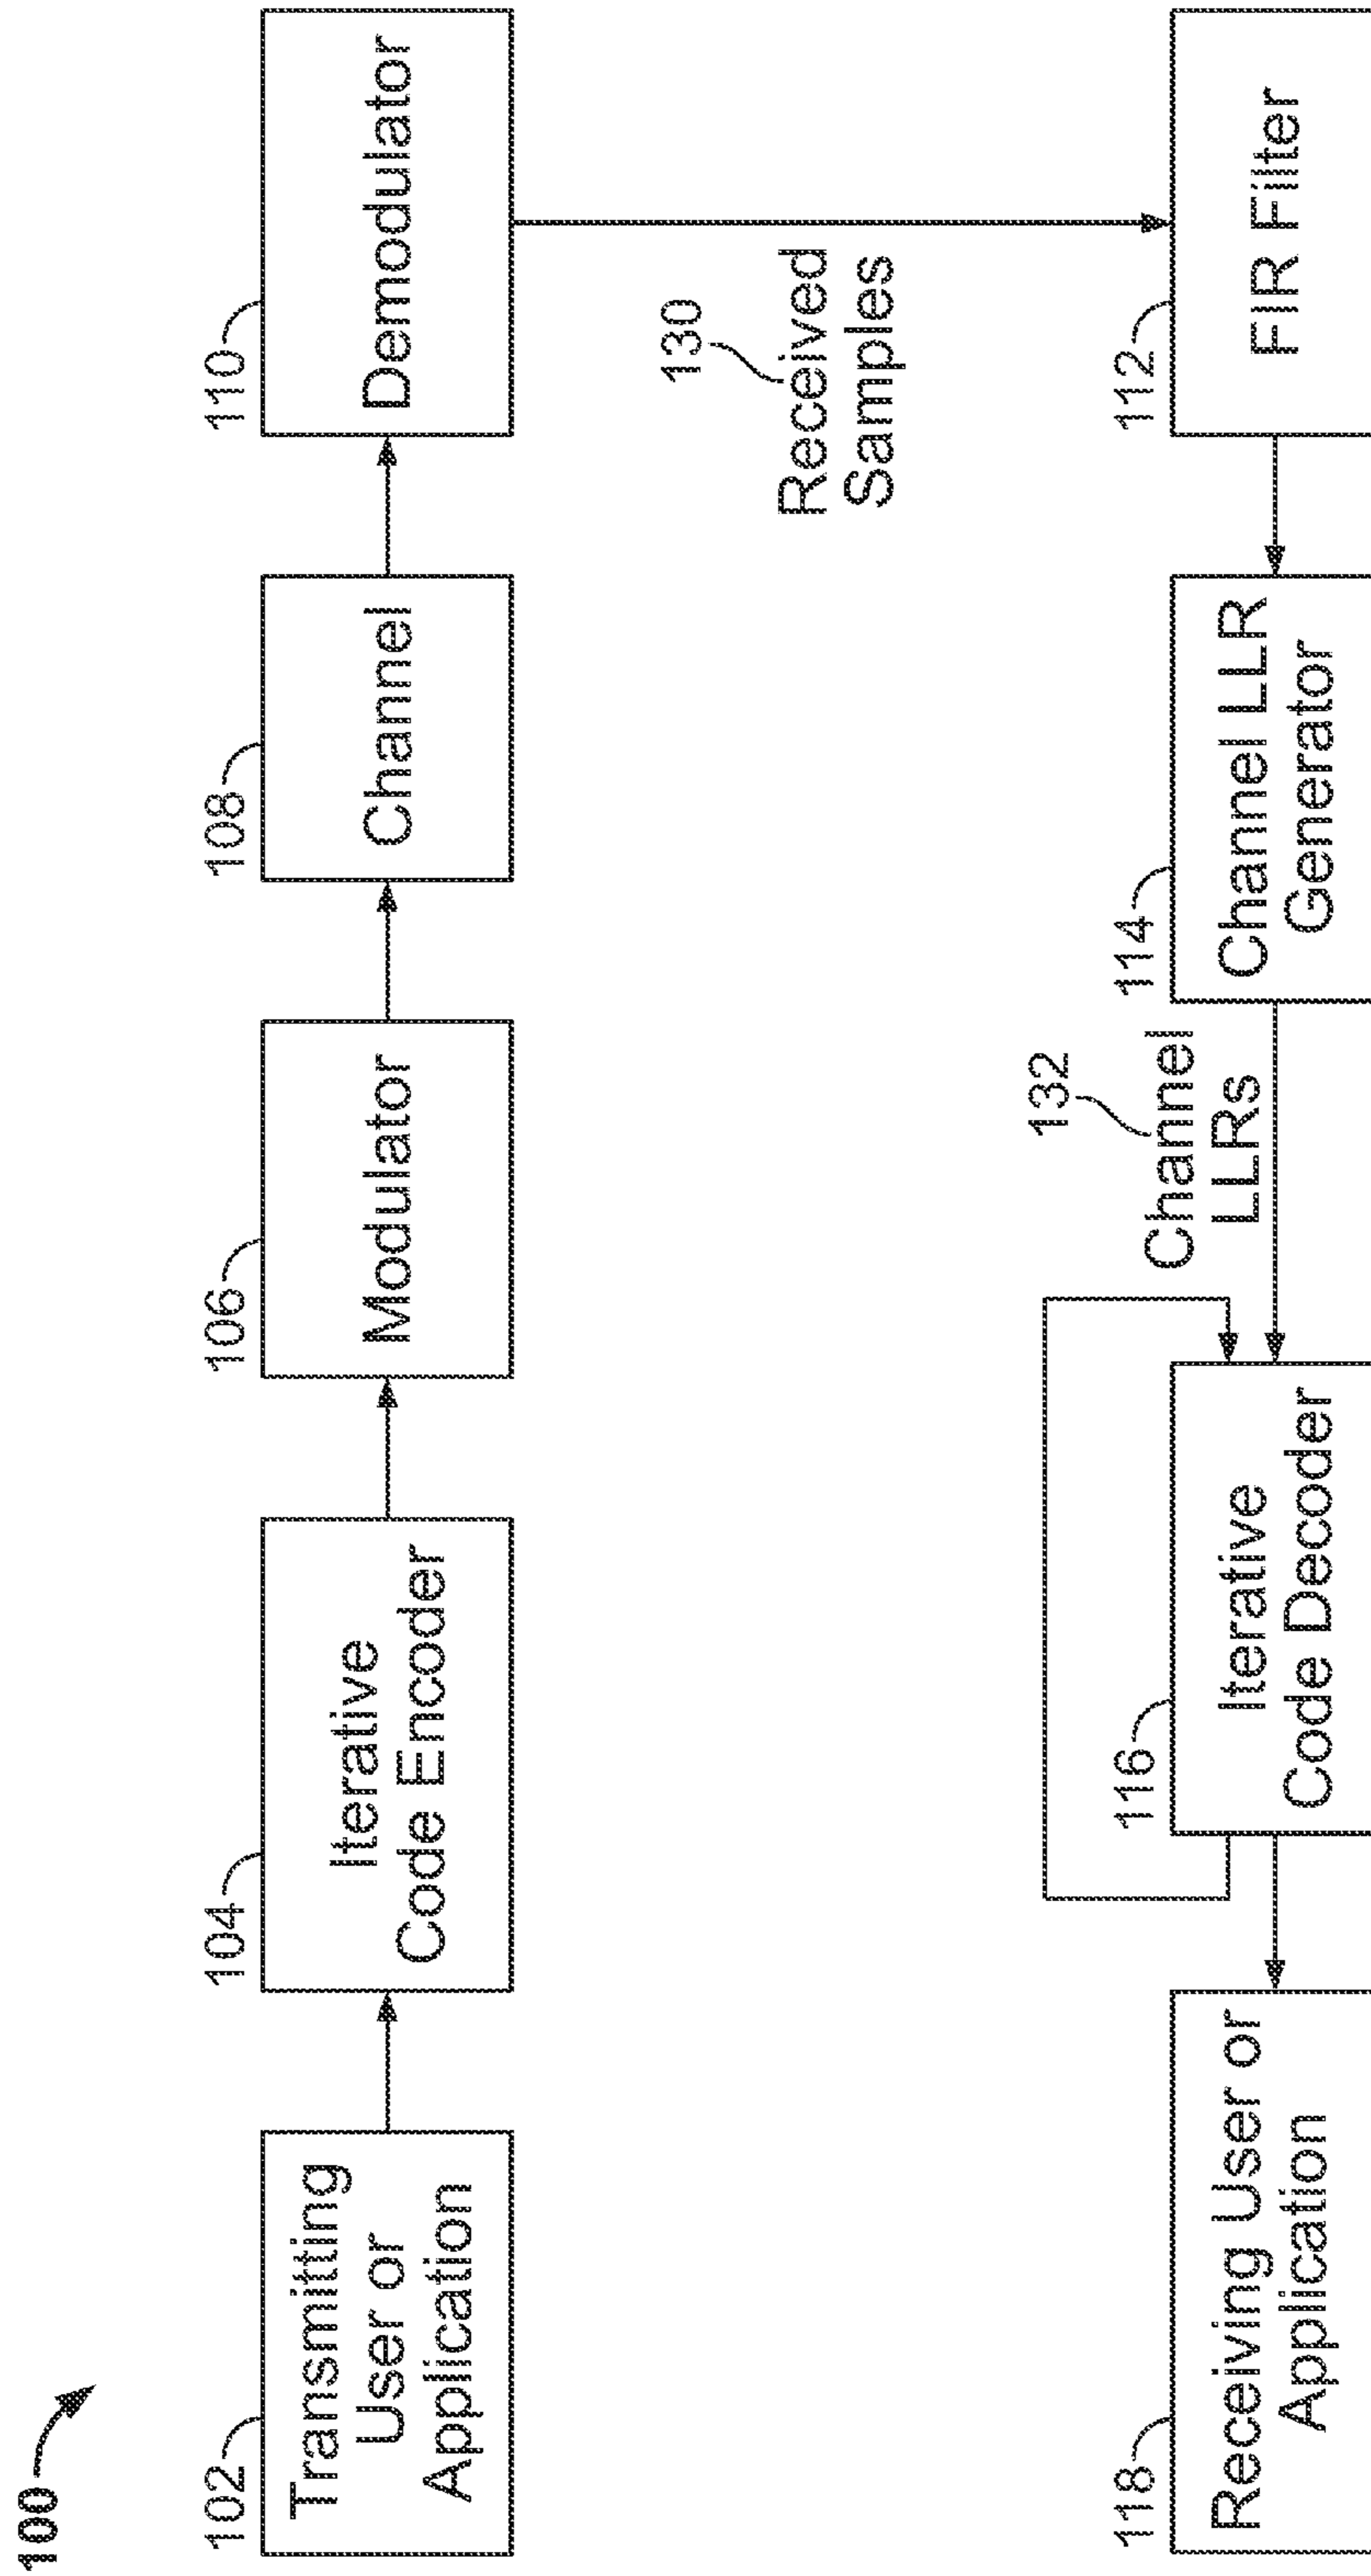 100
102
Transmitting
User or
Application
104
Iterative
Code Encoder
106
Modulator
108
Channel
110
Demodulator
130
Received
Samples
112
FIR Filter
114
Channel LLR
Generator
132
Channel
LLRs
116
Iterative
Code Decoder
118
Receiving User or
Application